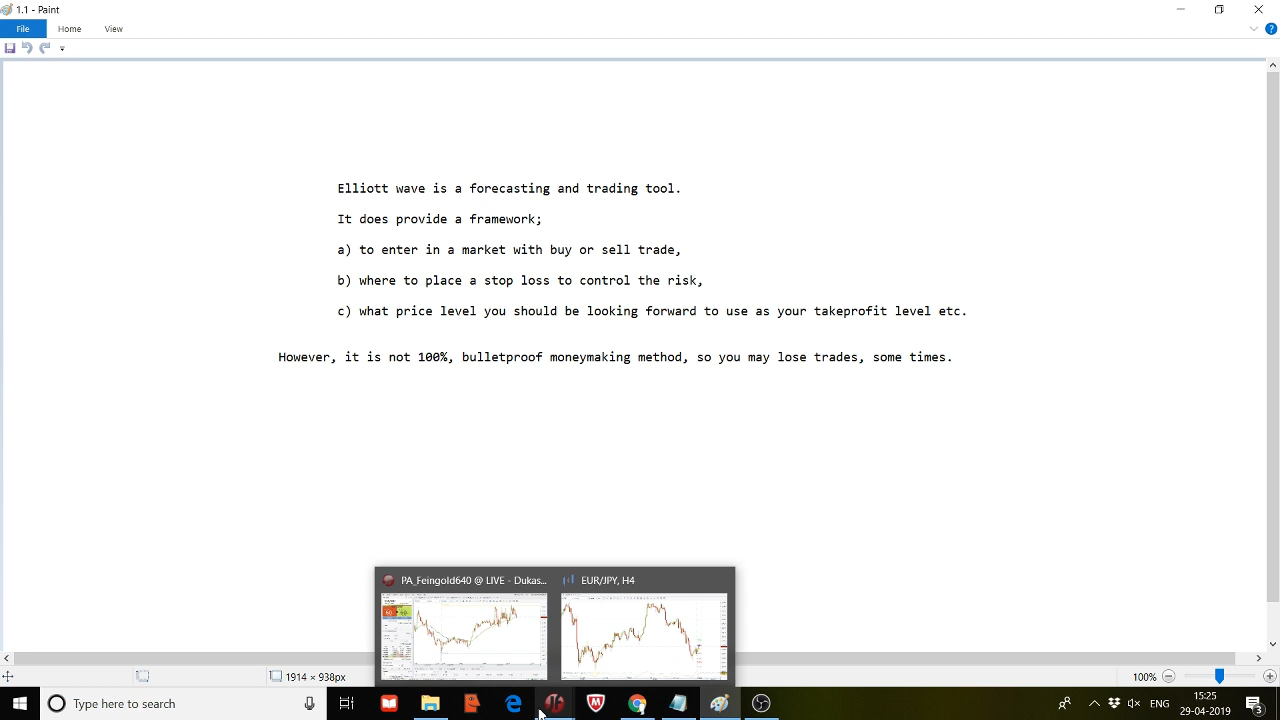 1.1 - Paint
File
Home
View
Elliott wave is a forecasting and trading tool.
It does provide a framework;
a) to enter in a market with buy or sell trade,
b) where to place a stop loss to control the risk,
c) what price level you should be looking forward to use as your takeprofit level etc.
However, it is not 100%, bulletproof moneymaking method, so you may lose trades, some times.
PA_Feingold640 @ LIVE - Dukas...
EUR/JPY, H4
1914 × 938px
100%
Type here to search
ENG
15:25
29-04-2019
3